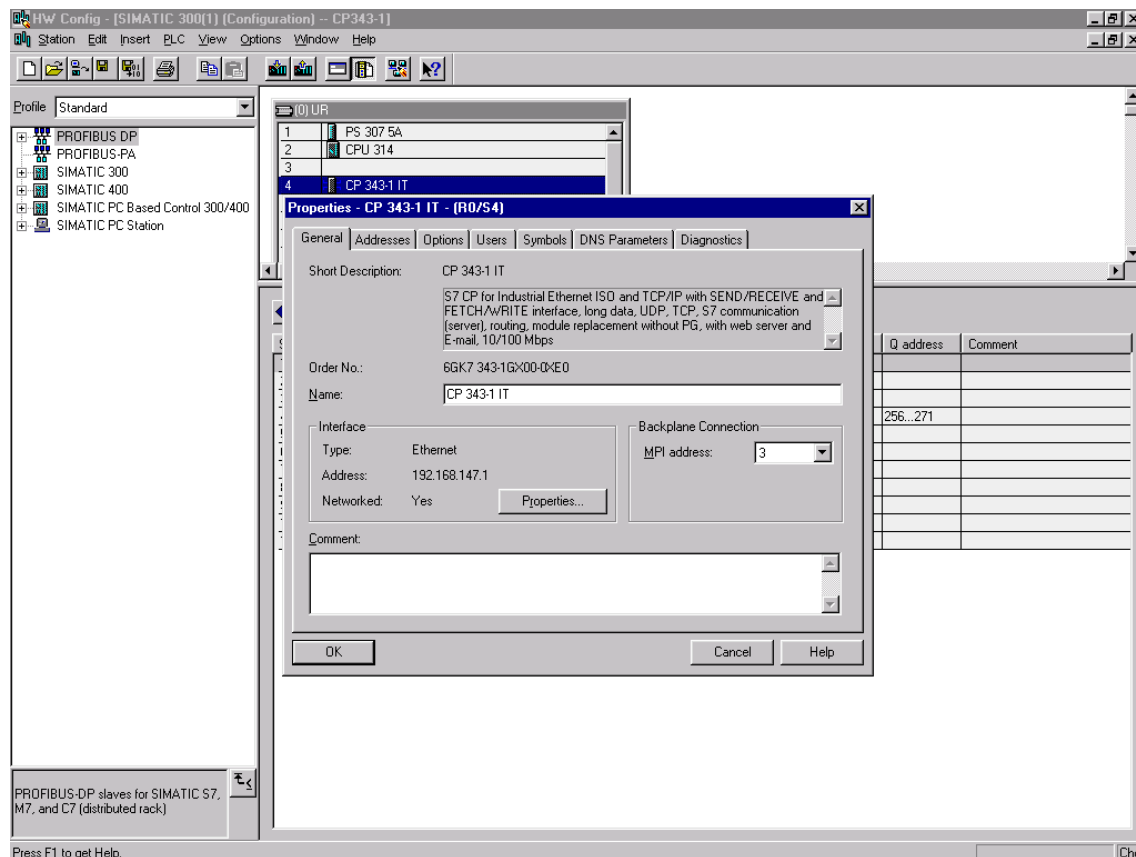 HW Config - [SIMATIC 300(1) (Configuration) -- CP343-1]
Station Edit Insert PLC View Options Window Help
Profile Standard
PROFIBUS DP
PROFIBUS-PA
SIMATIC 300
SIMATIC 400
SIMATIC PC Based Control 300/400
SIMATIC PC Station
PROFIBUS-DP slaves for SIMATIC S7,
M7, and C7 (distributed rack)
(0) UR
1 PS 307 5A
2 CPU 314
3
4 CP 343-1 IT
Properties - CP 343-1 IT - (R0/S4)
General Addresses Options Users Symbols DNS Parameters Diagnostics
Short Description: CP 343-1 IT
S7 CP for Industrial Ethernet ISO and TCP/IP with SEND/RECEIVE and
FETCH/WRITE interface, long data, UDP, TCP, S7 communication
(server), routing, module replacement without PG, with web server and
E-mail, 10/100 Mbps
Order No.: 6GK7 343-1GX00-0XE0
Name: CP 343-1 IT
Interface
Type: Ethernet
Address: 192.168.147.1
Networked: Yes Properties...
Backplane Connection
MPI address: 3
Comment:
OK Cancel Help
Q address Comment
256...271
Press F1 to get Help.